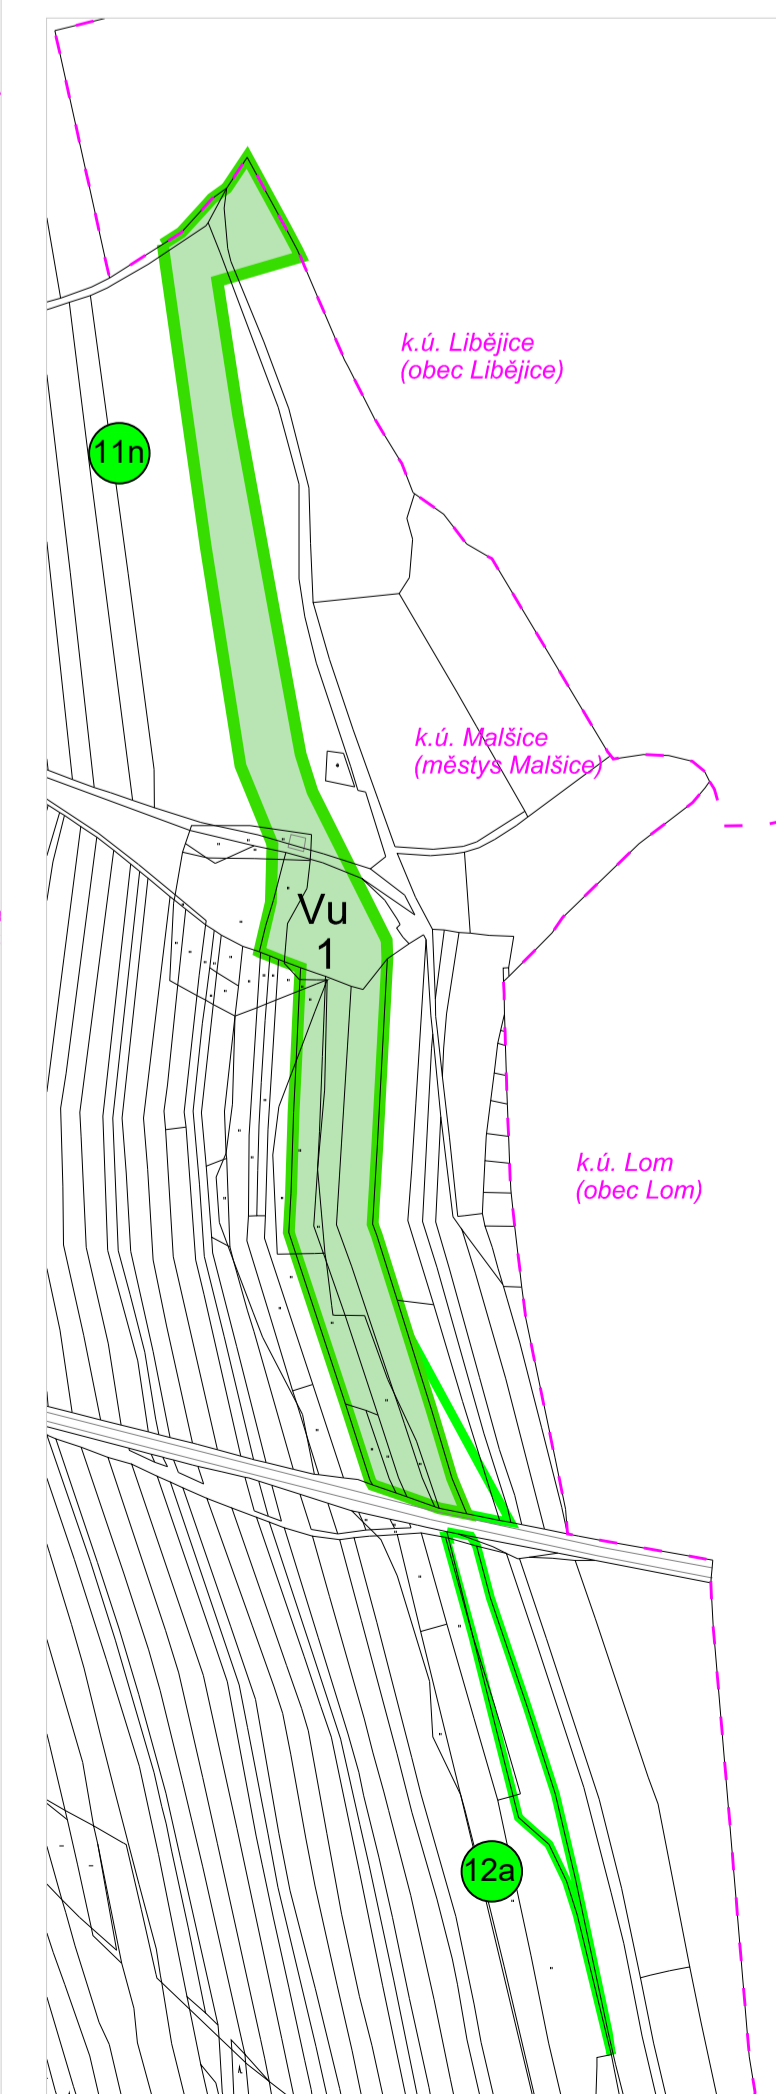 k.ú. Libějice
(obec Libějice)
11n
k.ú. Malšice
(městys Malšice)
Vu
1
k.ú. Lom
(obec Lom)
12a